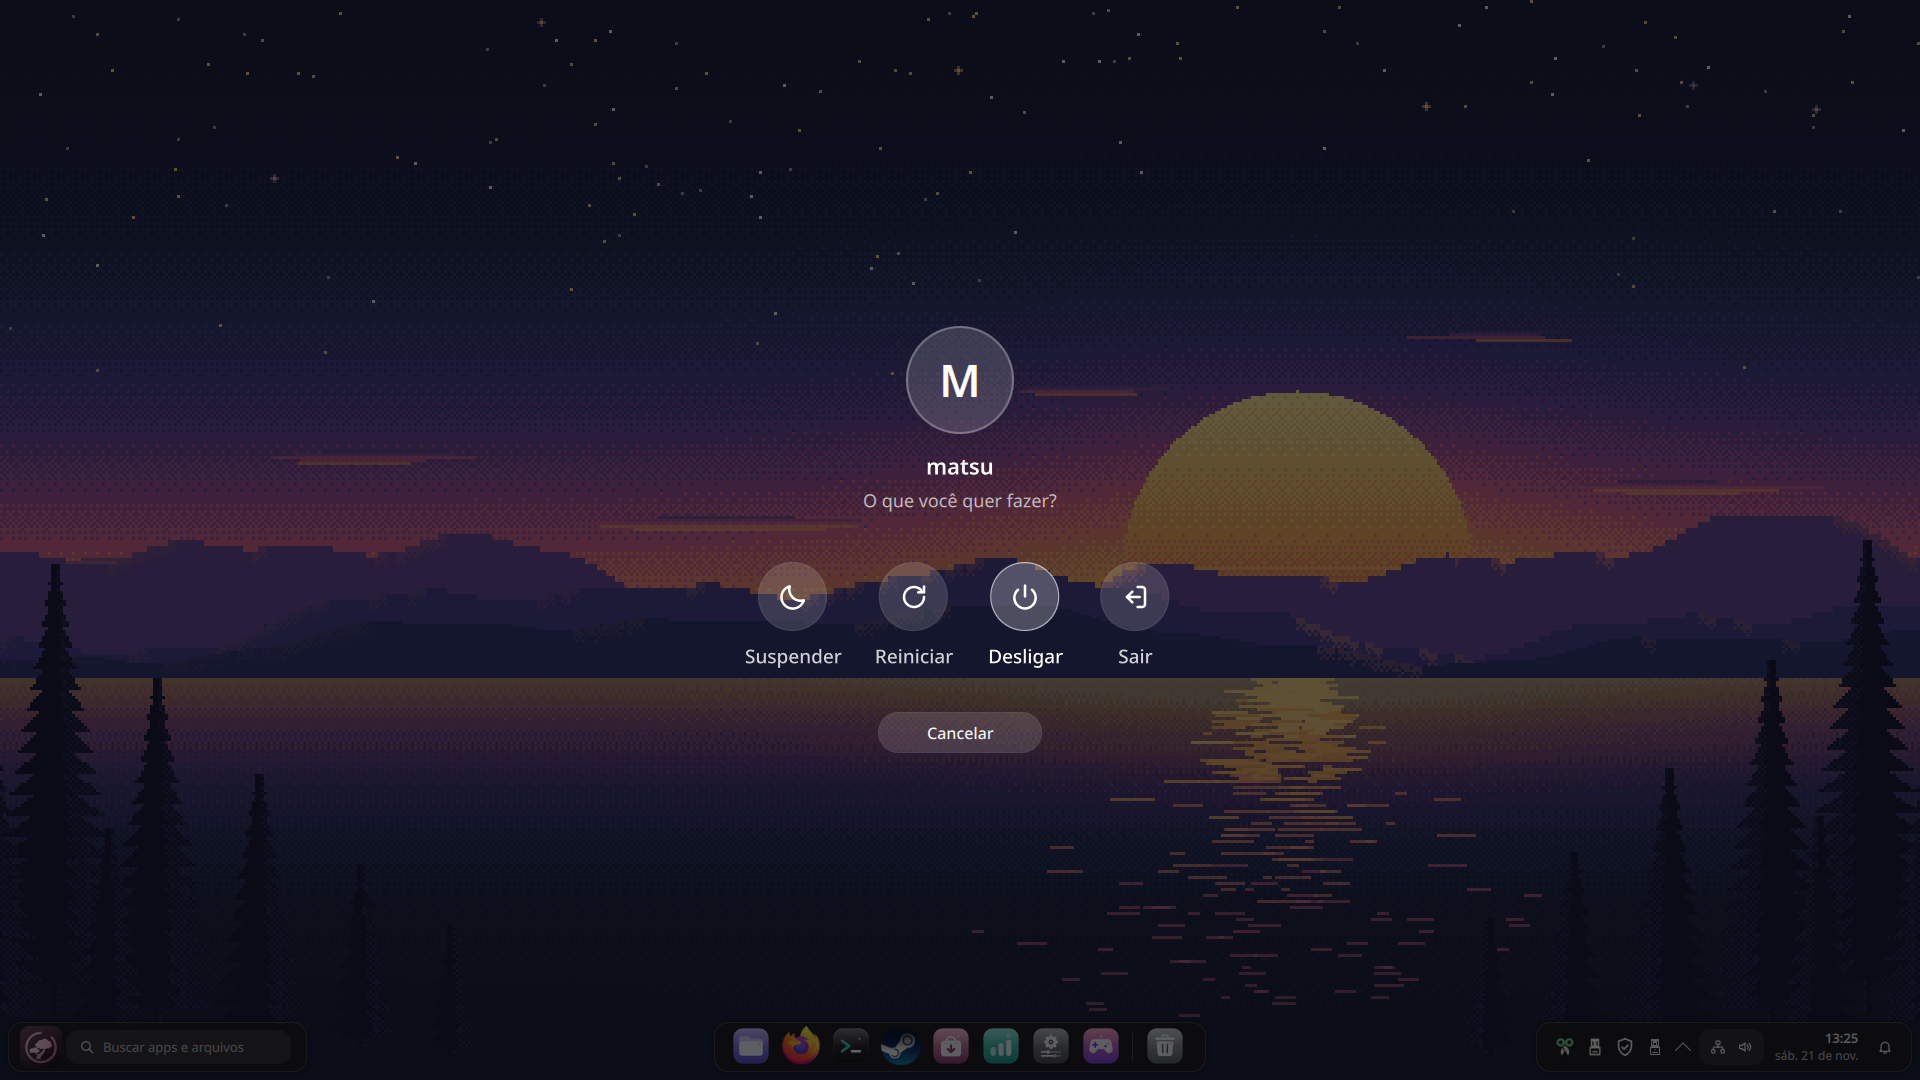 M
matsu
O que você quer fazer?
Suspender
Reiniciar
Desligar
Sair
Cancelar
Buscar apps e arquivos
13:25
sáb. 21 de nov.